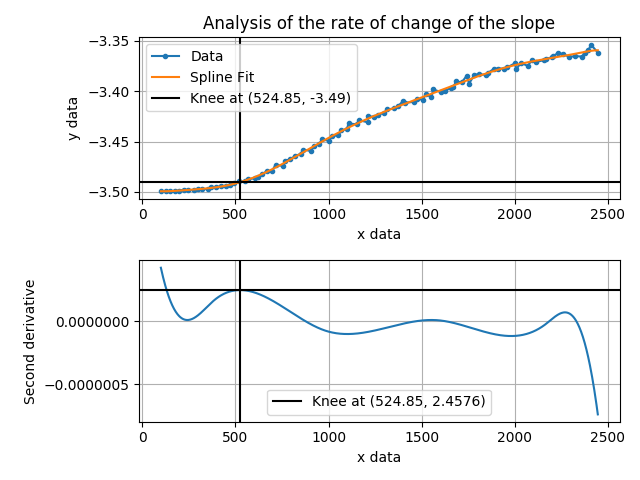 Analysis of the rate of change of the slope
Data
Spline Fit
Knee at (524.85, -3.49)
y data
−3.35
−3.40
−3.45
−3.50
0 500 1000 1500 2000 2500
x data
Second derivative
0.0000000
−0.0000005
Knee at (524.85, 2.4576)
0 500 1000 1500 2000 2500
x data